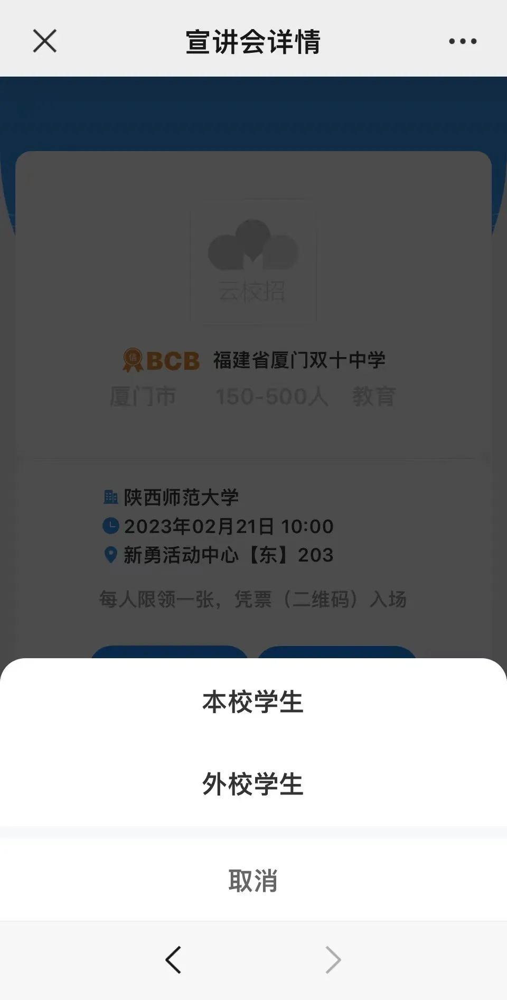 宣讲会详情
云校招
信 BCB 福建省厦门双十中学
厦门市 150-500人 教育
陕西师范大学
2023年02月21日 10:00
新勇活动中心【东】203
每人限领一张，凭票（二维码）入场
本校学生
外校学生
取消